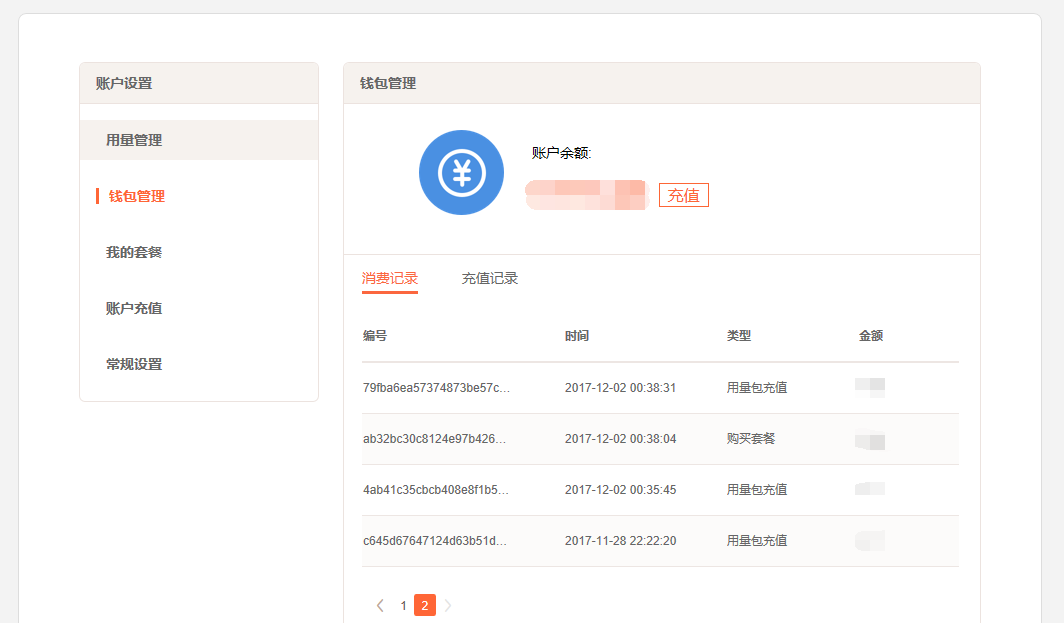 账户设置
用量管理
钱包管理
我的套餐
账户充值
常规设置
钱包管理
¥
账户余额:
充值
消费记录 充值记录
编号 时间 类型 金额
79fba6ea57374873be57c... 2017-12-02 00:38:31 用量包充值
ab32bc30c8124e97b426... 2017-12-02 00:38:04 购买套餐
4ab41c35cbcb408e8f1b5... 2017-12-02 00:35:45 用量包充值
c645d67647124d63b51d... 2017-11-28 22:22:20 用量包充值
1 2